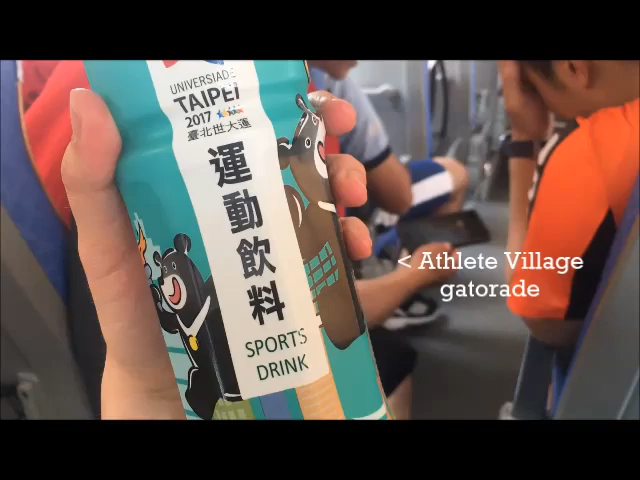 UNIVERSIADE
TAIPEI
2017
臺北世大運
運動飲料
SPORTS
DRINK
< Athlete Village
gatorade